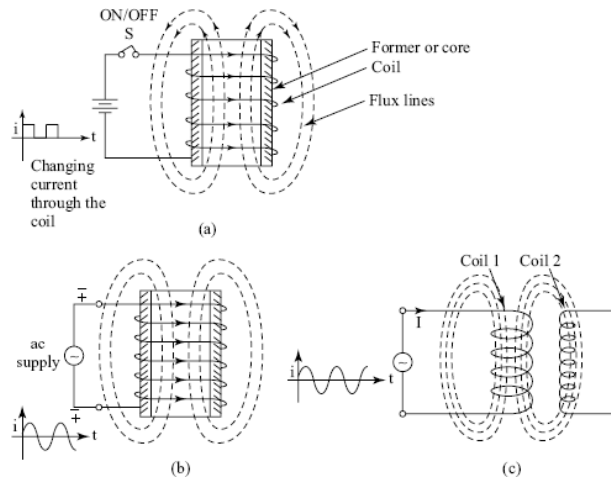 ON/OFF
S
Former or core
Coil
Flux lines
i
t
Changing
current
through the
coil
(a)
Coil 1
Coil 2
+
−
ac
supply
~
−
+
i
t
(b)
I
~
i
t
(c)